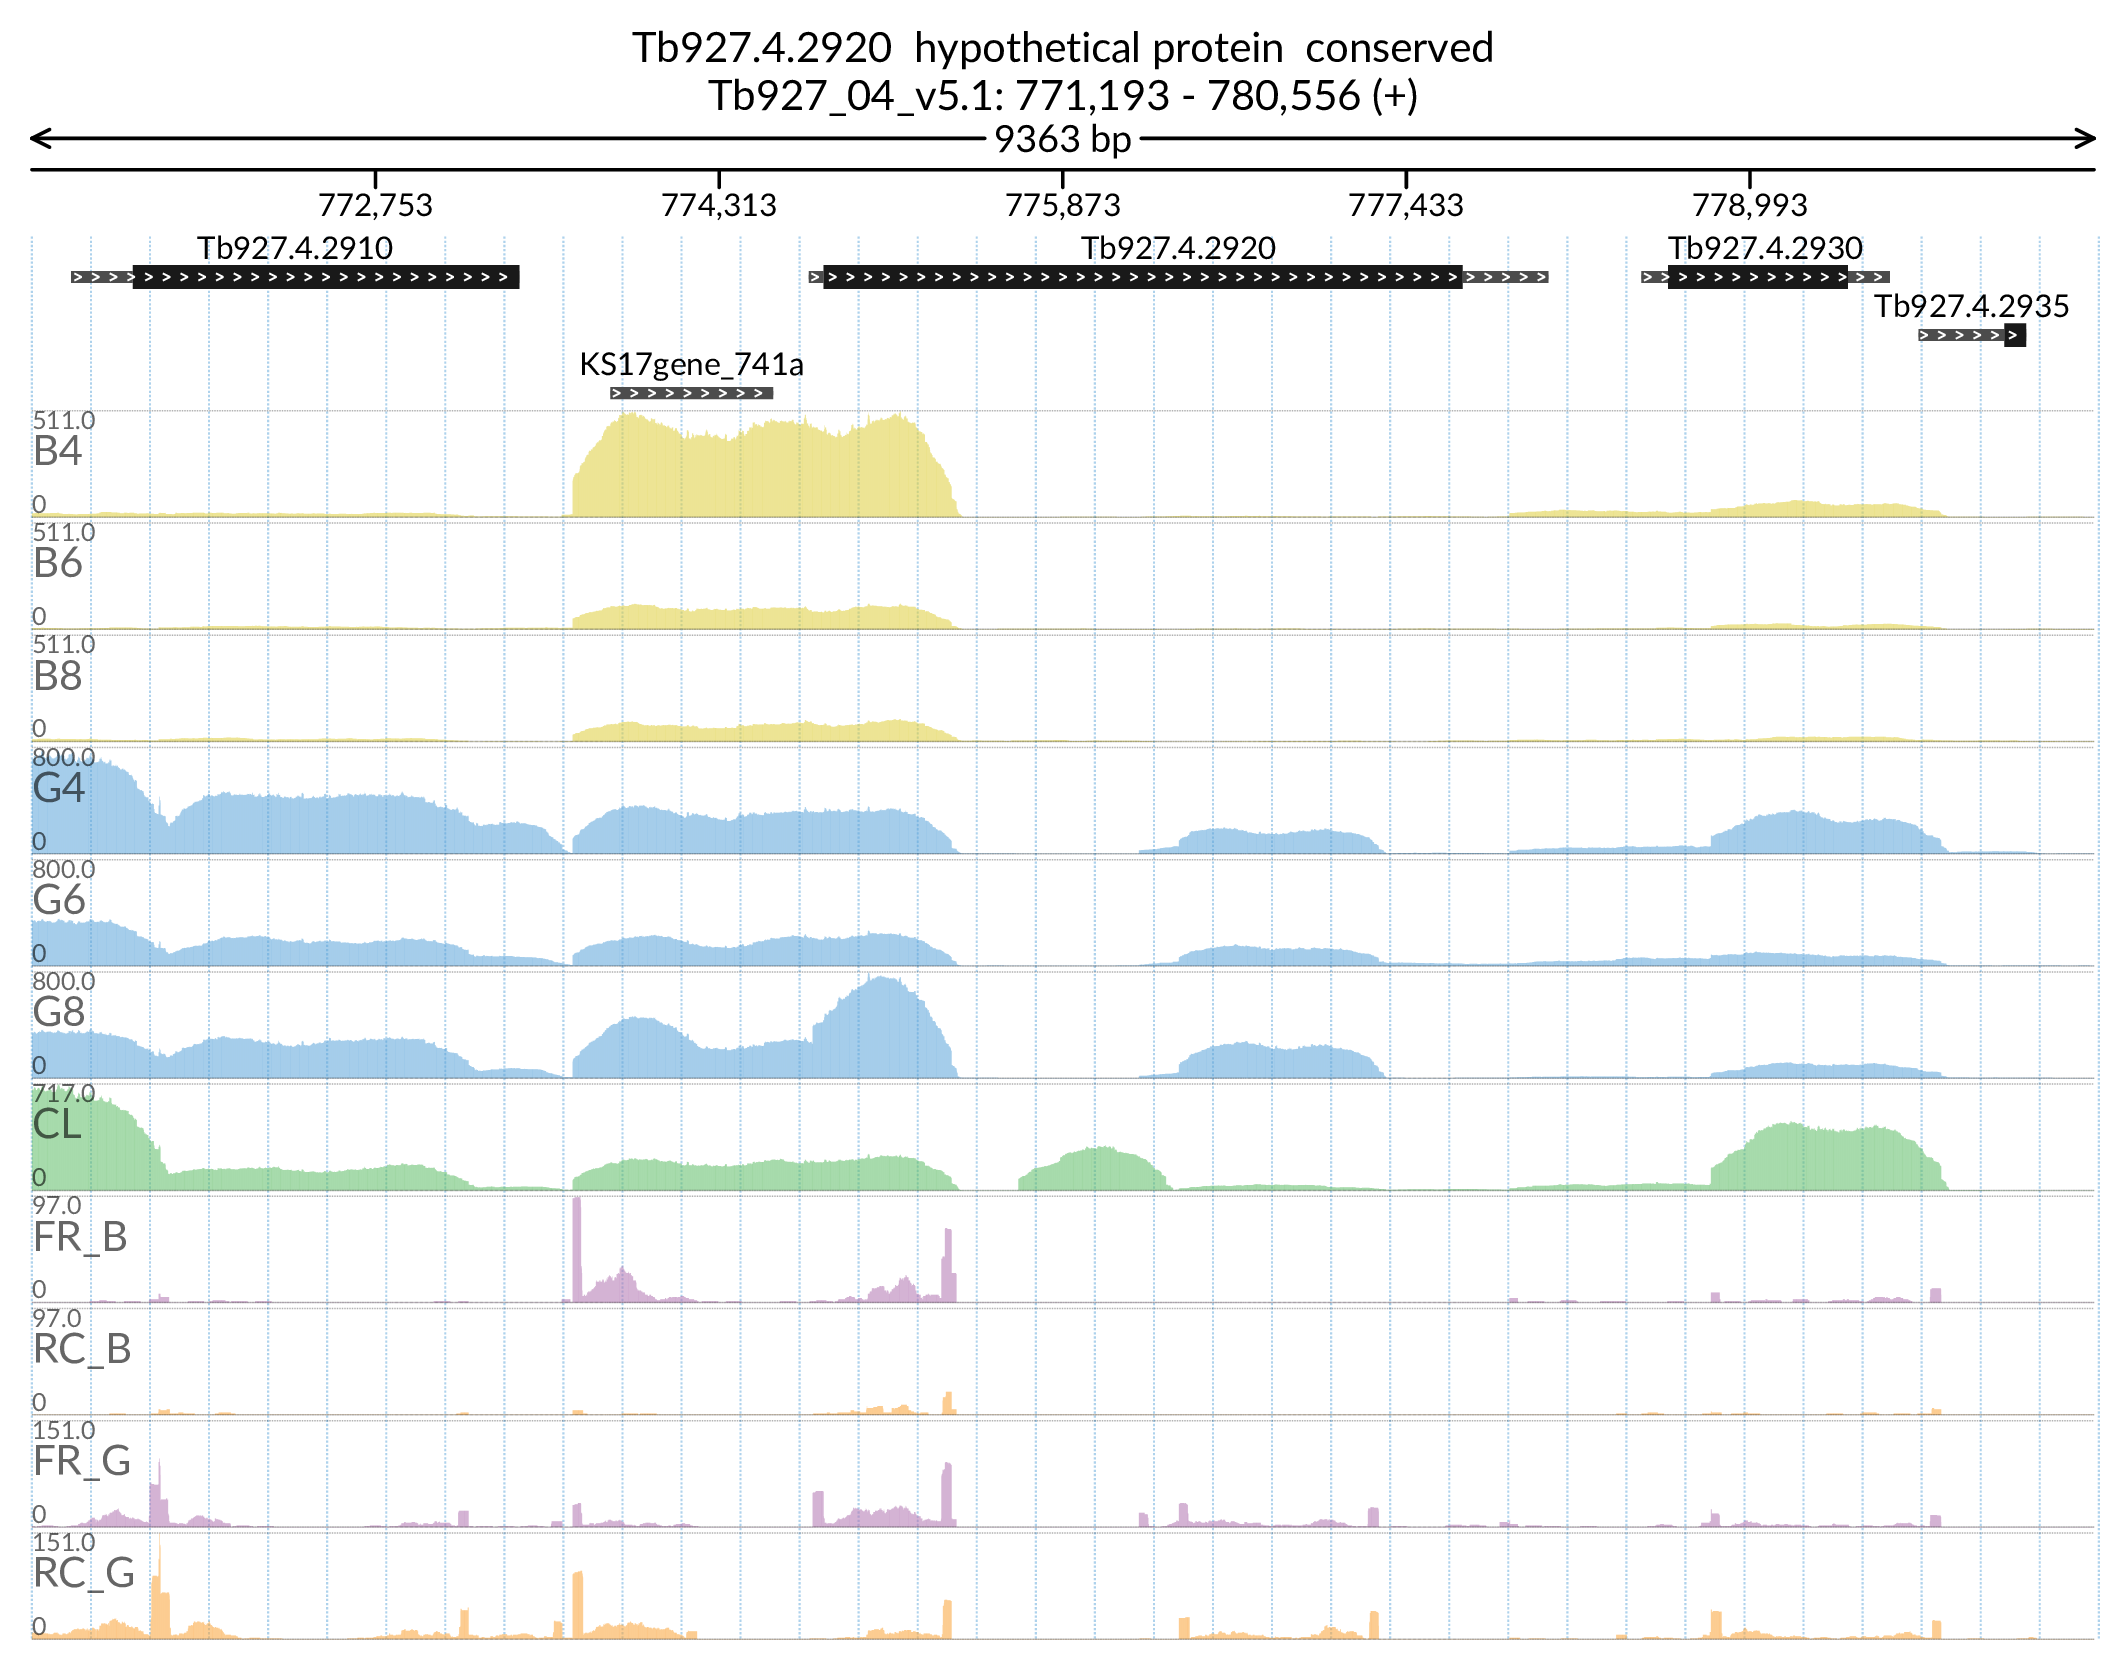 Tb927.4.2920 hypothetical protein conserved
Tb927_04_v5.1: 771,193 - 780,556 (+)
9363 bp
772,753 774,313 775,873 777,433 778,993
Tb927.4.2910 Tb927.4.2920 Tb927.4.2930
Tb927.4.2935
KS17gene_741a
511.0
B4
0
511.0
B6
0
511.0
B8
0
800.0
G4
0
800.0
G6
0
800.0
G8
0
717.0
CL
0
97.0
FR_B
0
97.0
RC_B
0
151.0
FR_G
0
151.0
RC_G
0